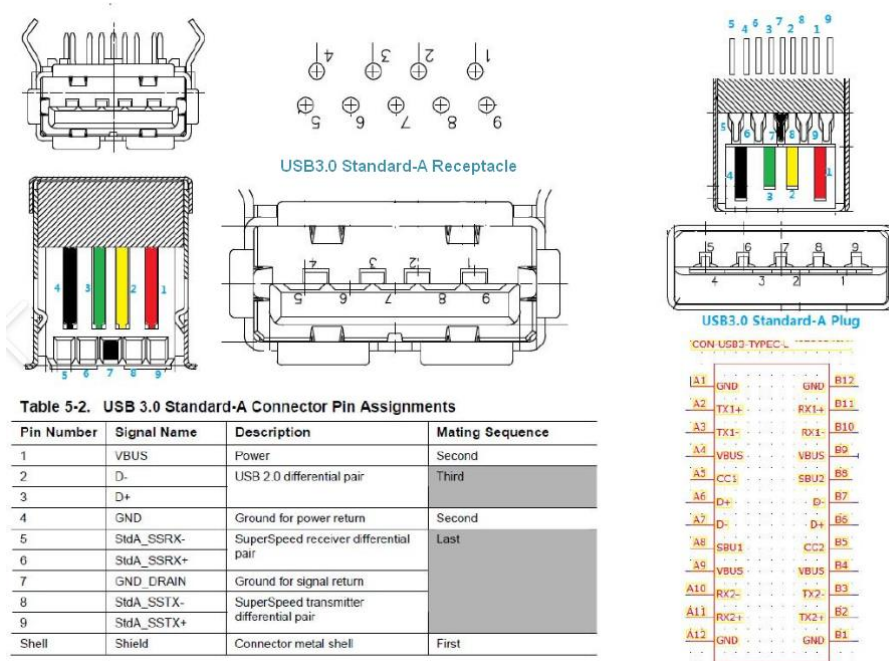 4 3 2 1
5 6 7 8 9
USB3.0 Standard-A Receptacle
4 3 2 1
5 6 7 8 9
4 3 2 1
5 6 7 8 9
5 4 6 3 7 2 8 1 9
5 6 7 8 9
4 3 2 1
5 6 7 8 9
4 3 2 1
USB3.0 Standard-A Plug
Table 5-2. USB 3.0 Standard-A Connector Pin Assignments
Pin Number Signal Name Description Mating Sequence
1 VBUS Power Second
2 D- USB 2.0 differential pair Third
3 D+
4 GND Ground for power return Second
5 StdA_SSRX- SuperSpeed receiver differential pair Last
6 StdA_SSRX+
7 GND_DRAIN Ground for signal return
8 StdA_SSTX- SuperSpeed transmitter differential pair
9 StdA_SSTX+
Shell Shield Connector metal shell First
CON-USB3-TYPEC-L
A1 GND GND B12
A2 TX1+ RX1+ B11
A3 TX1- RX1- B10
A4 VBUS VBUS B9
A5 CC1 SBU2 B8
A6 D+ D- B7
A7 D- D+ B6
A8 SBU1 CC2 B5
A9 VBUS VBUS B4
A10 RX2- TX2- B3
A11 RX2+ TX2+ B2
A12 GND GND B1